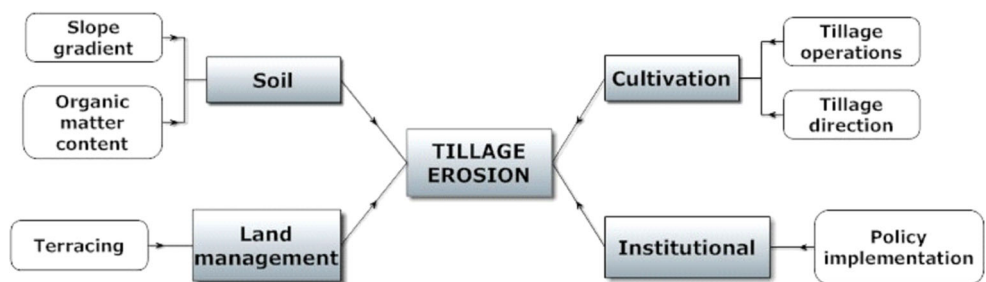 Slope
gradient
Organic
matter
content
Soil
Terracing
Land
management
TILLAGE
EROSION
Cultivation
Tillage
operations
Tillage
direction
Institutional
Policy
implementation